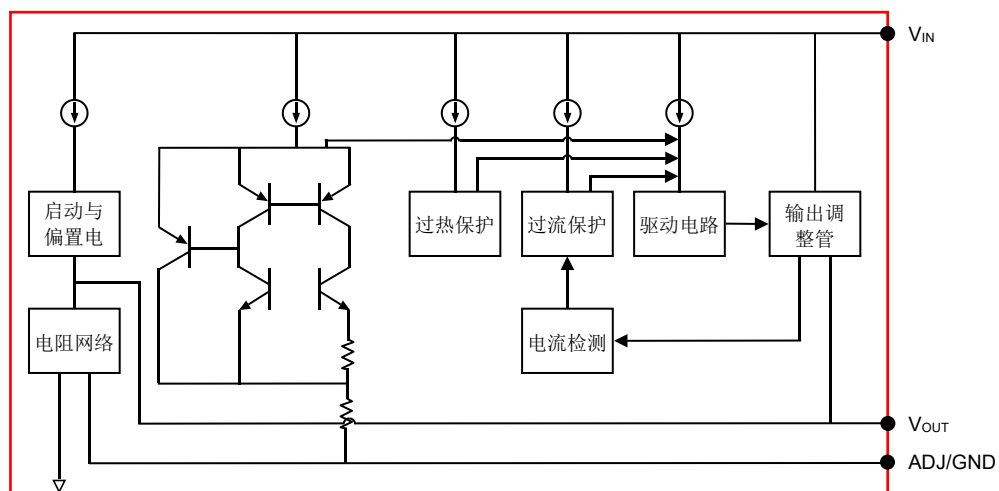 VIN
启动与
偏置电
过热保护
过流保护
驱动电路
输出调
整管
电阻网络
电流检测
VOUT
ADJ/GND